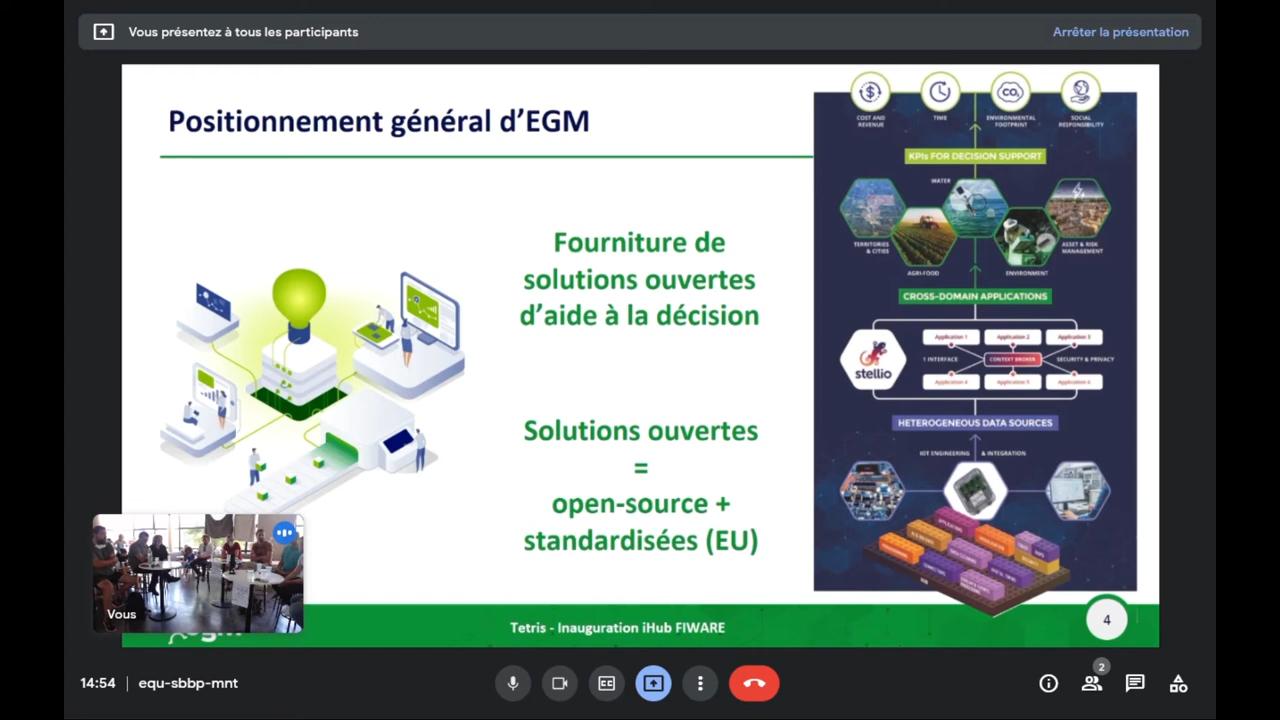 Vous présentez à tous les participants
Arrêter la présentation
Positionnement général d'EGM
Fourniture de
solutions ouvertes
d'aide à la décision
Solutions ouvertes
=
open-source +
standardisées (EU)
COST AND
REVENUE
TIME
ENVIRONMENTAL
FOOTPRINT
SOCIAL
RESPONSIBILITY
KPIs FOR DECISION SUPPORT
WATER
TERRITORIES
& CITIES
AGRI-FOOD
ENVIRONMENT
ASSET & RISK
MANAGEMENT
CROSS-DOMAIN APPLICATIONS
Application 1
Application 2
Application 3
stellio
1 INTERFACE
CONTEXT BROKER
SECURITY & PRIVACY
Application 4
Application 5
Application 6
HETEROGENEOUS DATA SOURCES
IOT ENGINEERING & INTEGRATION
Vous
Tetris - Inauguration iHub FIWARE
4
14:54
equ-sbbp-mnt
2